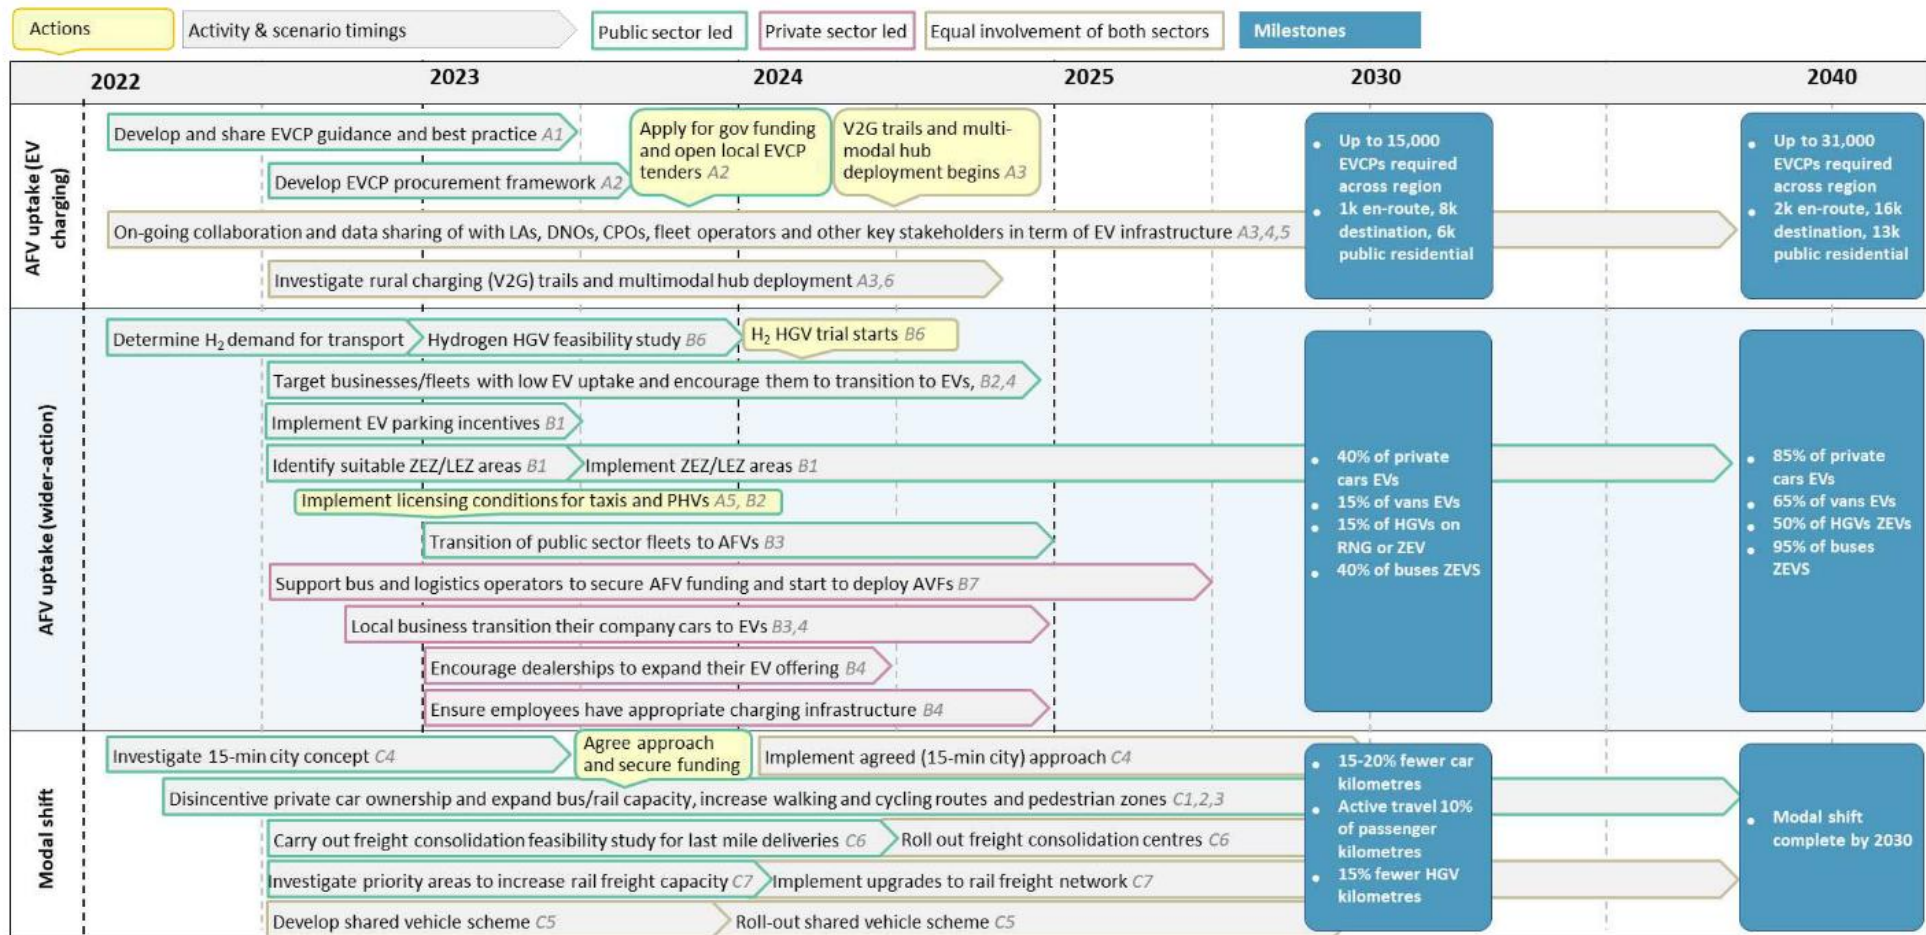 Actions
Activity & scenario timings
Public sector led
Private sector led
Equal involvement of both sectors
Milestones
2022
2023
2024
2025
2030
2040
AFV uptake (EV
charging)
Develop and share EVCP guidance and best practice A1
Develop EVCP procurement framework A2
Apply for gov funding
and open local EVCP
tenders A2
V2G trails and multi-
modal hub
deployment begins A3
On-going collaboration and data sharing of with LAs, DNOs, CPOs, fleet operators and other key stakeholders in term of EV infrastructure A3,4,5
Investigate rural charging (V2G) trails and multimodal hub deployment A3,6
• Up to 15,000
EVCPs required
across region
• 1k en-route, 8k
destination, 6k
public residential
• Up to 31,000
EVCPs required
across region
• 2k en-route, 16k
destination, 13k
public residential
AFV uptake (wider-action)
Determine H2 demand for transport
Hydrogen HGV feasibility study B6
H2 HGV trial starts B6
Target businesses/fleets with low EV uptake and encourage them to transition to EVs, B2,4
Implement EV parking incentives B1
Identify suitable ZEZ/LEZ areas B1
Implement ZEZ/LEZ areas B1
Implement licensing conditions for taxis and PHVs A5, B2
Transition of public sector fleets to AFVs B3
Support bus and logistics operators to secure AFV funding and start to deploy AVFs B7
Local business transition their company cars to EVs B3,4
Encourage dealerships to expand their EV offering B4
Ensure employees have appropriate charging infrastructure B4
• 40% of private
cars EVs
• 15% of vans EVs
• 15% of HGVs on
RNG or ZEV
• 40% of buses ZEVS
• 85% of private
cars EVs
• 65% of vans EVs
• 50% of HGVs ZEVs
• 95% of buses
ZEVS
Modal shift
Investigate 15-min city concept C4
Agree approach
and secure funding
Implement agreed (15-min city) approach C4
Disincentive private car ownership and expand bus/rail capacity, increase walking and cycling routes and pedestrian zones C1,2,3
Carry out freight consolidation feasibility study for last mile deliveries C6
Roll out freight consolidation centres C6
Investigate priority areas to increase rail freight capacity C7
Implement upgrades to rail freight network C7
Develop shared vehicle scheme C5
Roll-out shared vehicle scheme C5
• 15-20% fewer car
kilometres
• Active travel 10%
of passenger
kilometres
• 15% fewer HGV
kilometres
• Modal shift
complete by 2030